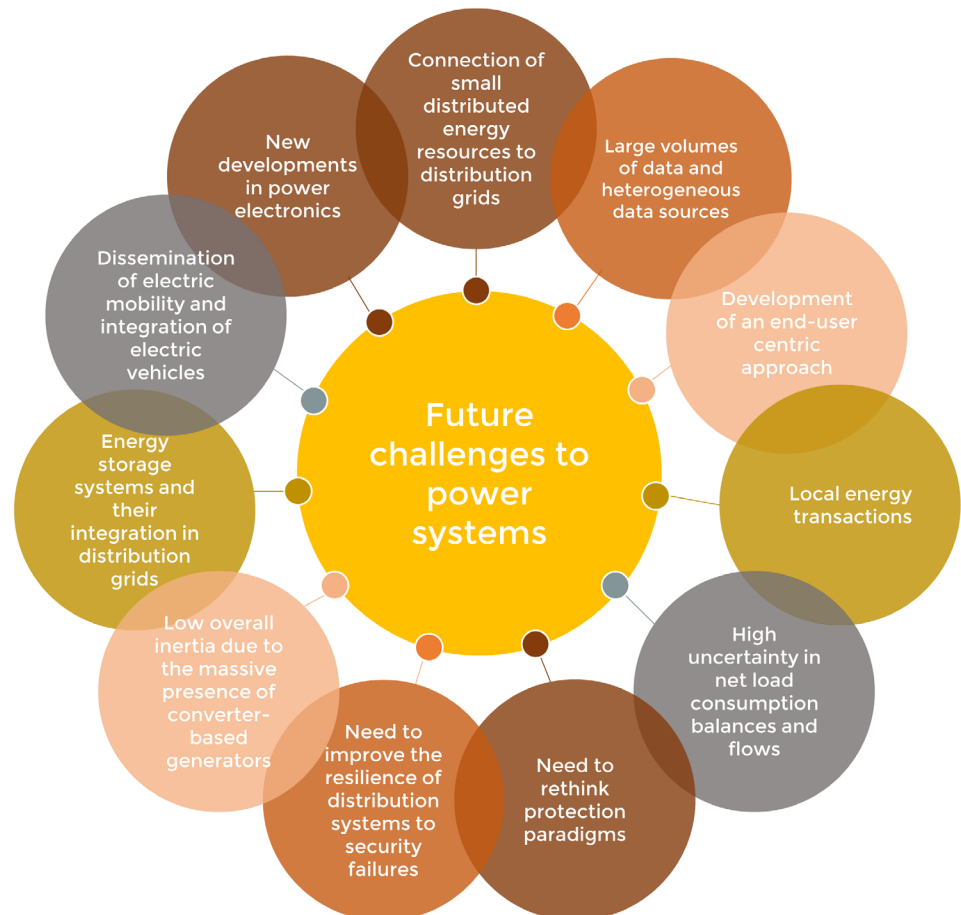 Connection of
small
distributed
energy
resources to
distribution
grids
Large volumes
of data and
heterogeneous
data sources
Development
of an end-user
centric
approach
Local energy
transactions
High
uncertainty in
net load
consumption
balances and
flows
Need to
rethink
protection
paradigms
Need to
improve the
resilience of
distribution
systems to
security
failures
Low overall
inertia due to
the massive
presence of
converter-
based
generators
Energy
storage
systems and
their
integration in
distribution
grids
Dissemination
of electric
mobility and
integration of
electric
vehicles
New
developments
in power
electronics
Future
challenges to
power
systems